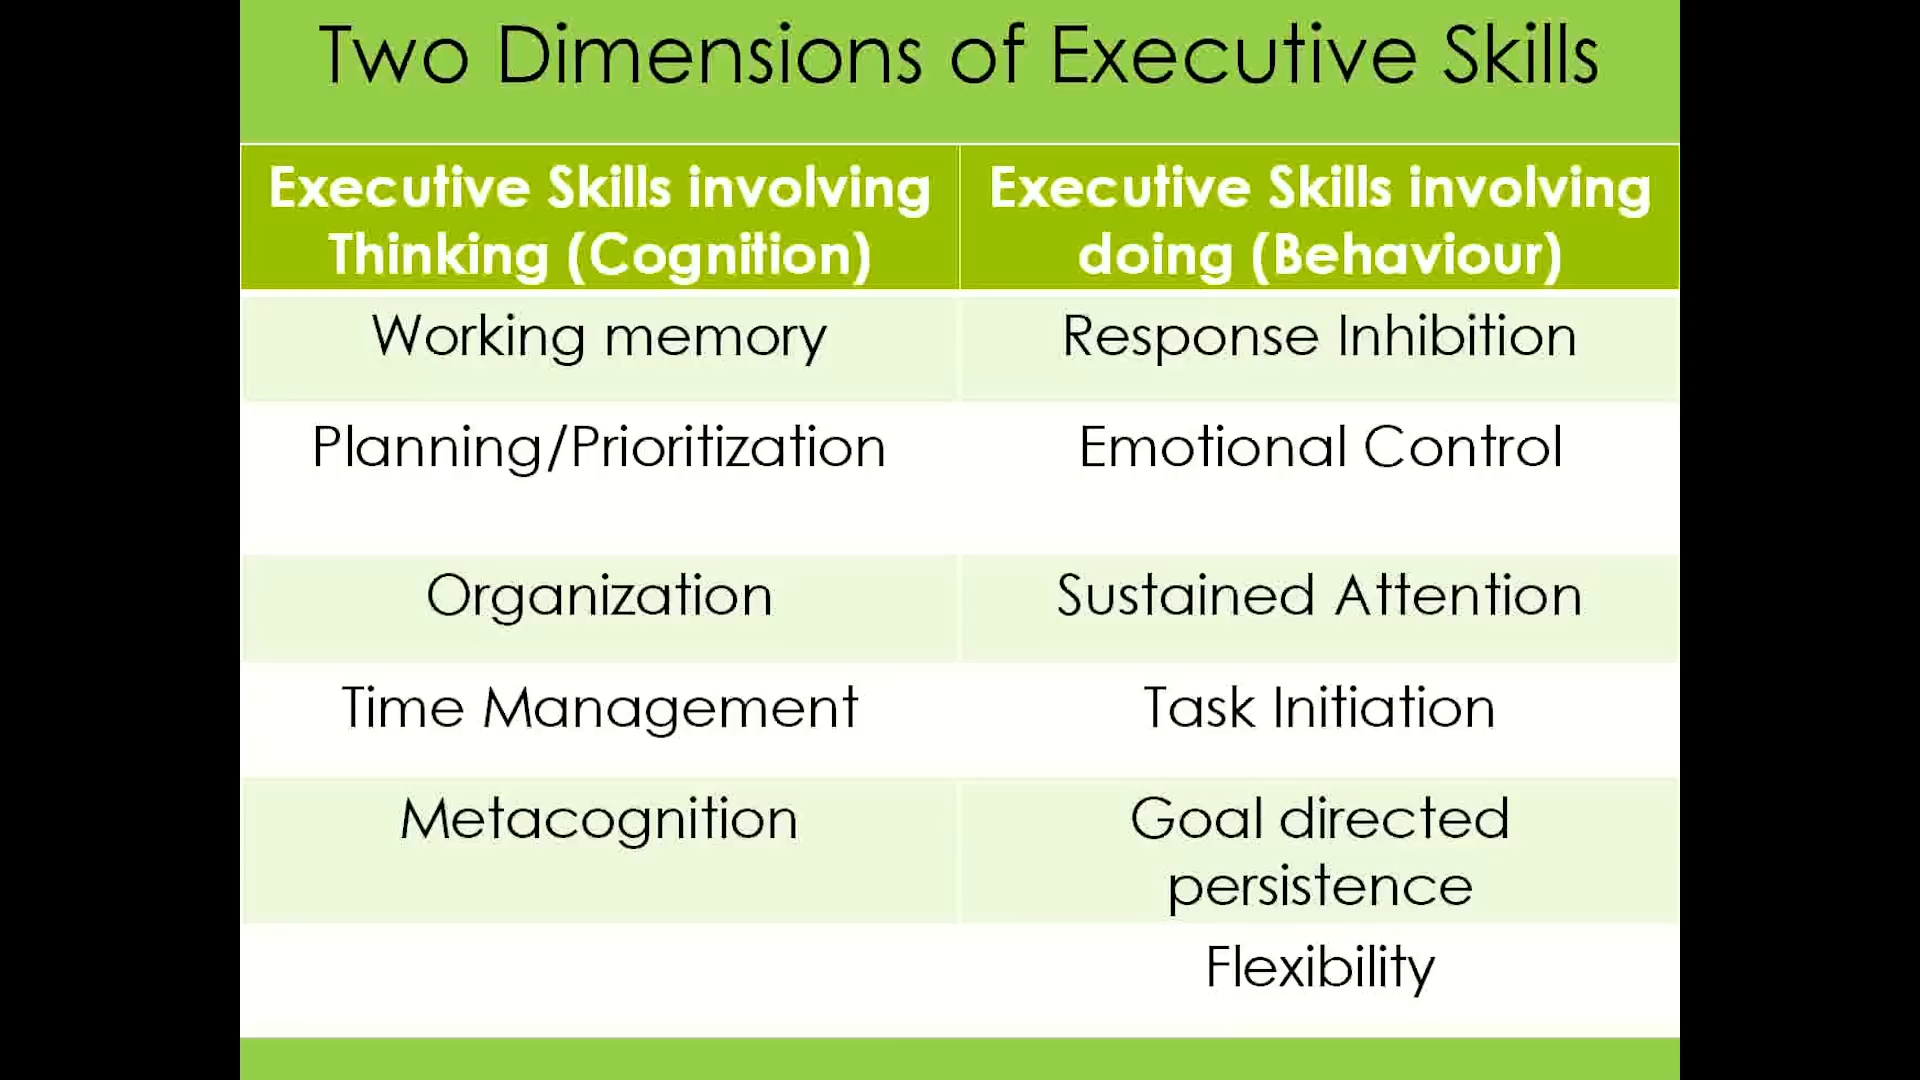 Two Dimensions of Executive Skills
Executive Skills involving
Thinking (Cognition)
Executive Skills involving
doing (Behaviour)
Working memory
Response Inhibition
Planning/Prioritization
Emotional Control
Organization
Sustained Attention
Time Management
Task Initiation
Metacognition
Goal directed
persistence
Flexibility